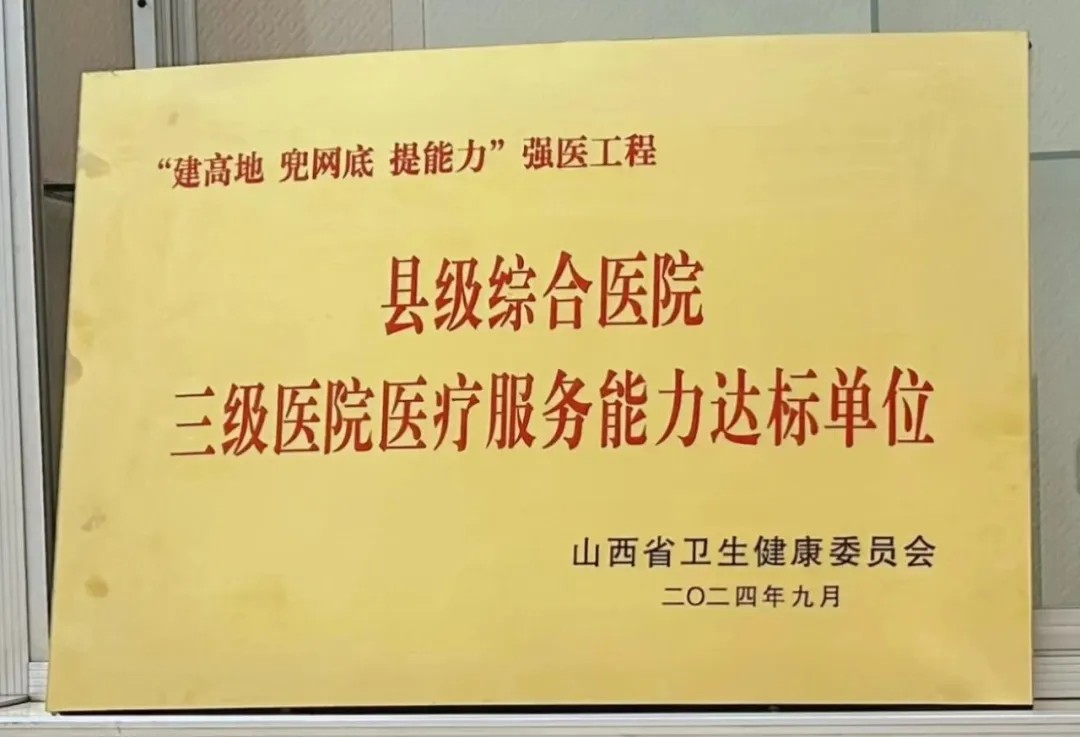 “建高地 兜网底 提能力”强医工程
县级综合医院
三级医院医疗服务能力达标单位
山西省卫生健康委员会
二〇二四年九月